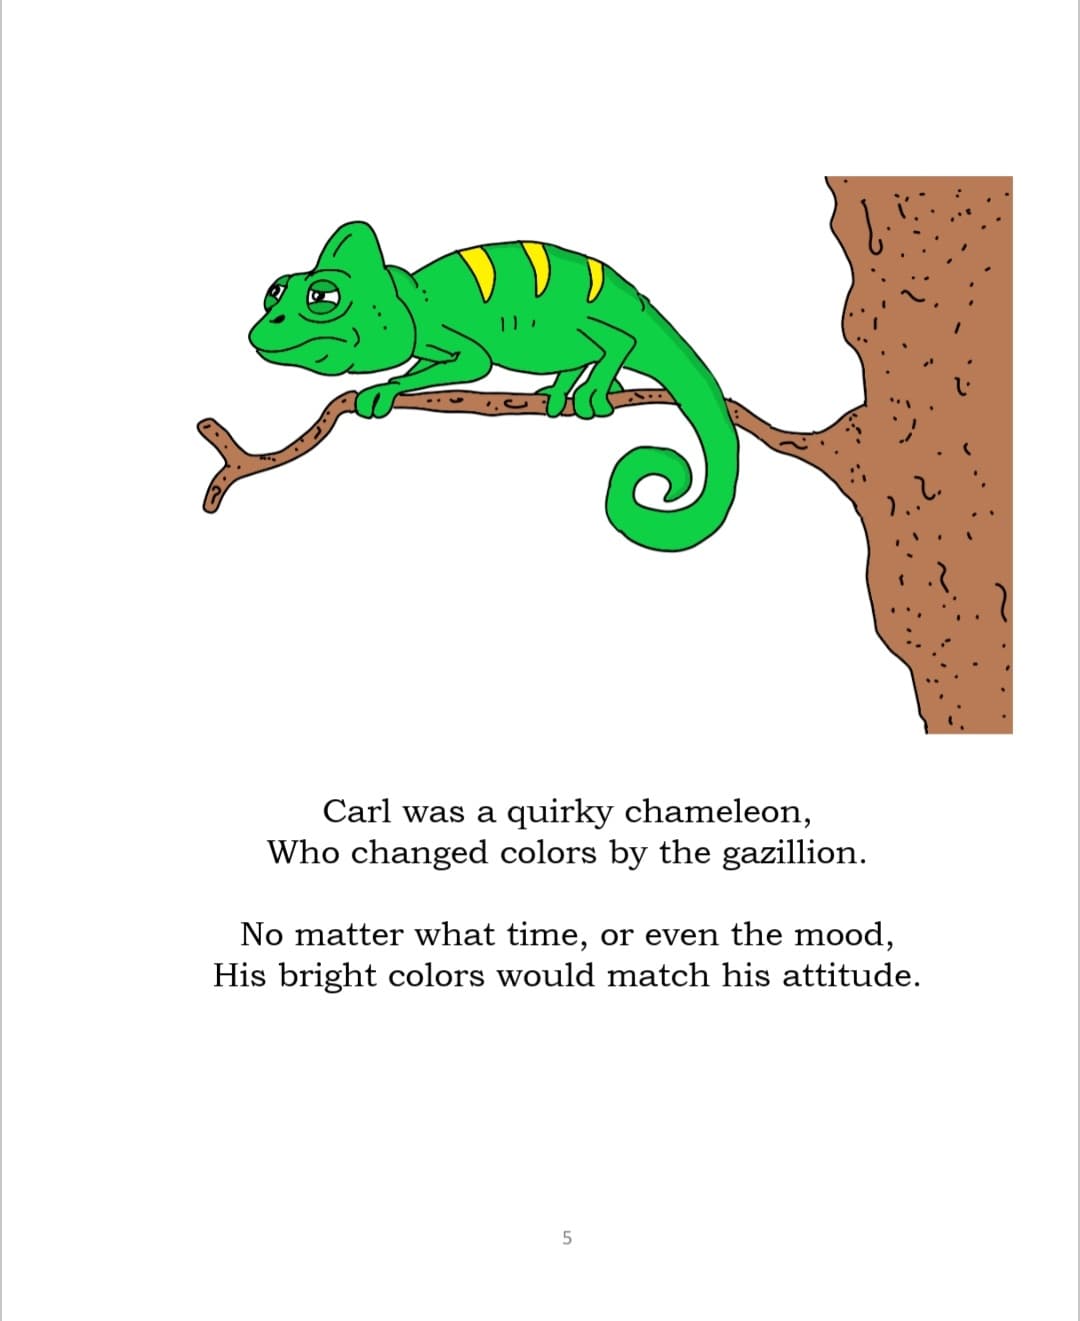 Carl was a quirky chameleon,
Who changed colors by the gazillion.
No matter what time, or even the mood,
His bright colors would match his attitude.
5